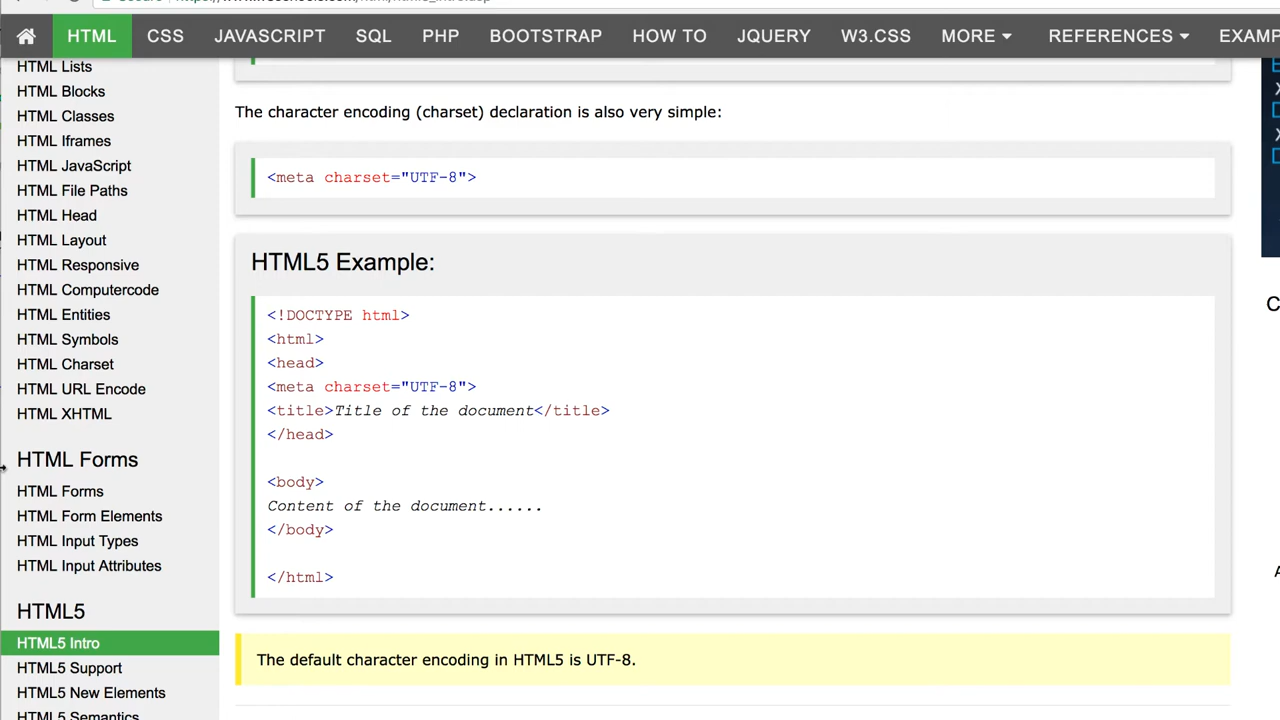 HTML CSS JAVASCRIPT SQL PHP BOOTSTRAP HOW TO JQUERY W3.CSS MORE REFERENCES
HTML Lists
HTML Blocks
HTML Classes
HTML Iframes
HTML JavaScript
HTML File Paths
HTML Head
HTML Layout
HTML Responsive
HTML Computercode
HTML Entities
HTML Symbols
HTML Charset
HTML URL Encode
HTML XHTML
HTML Forms
HTML Forms
HTML Form Elements
HTML Input Types
HTML Input Attributes
HTML5
HTML5 Intro
HTML5 Support
HTML5 New Elements
HTML5 Semantics
The character encoding (charset) declaration is also very simple:
<meta charset="UTF-8">
HTML5 Example:
<!DOCTYPE html>
<html>
<head>
<meta charset="UTF-8">
<title>Title of the document</title>
</head>
<body>
Content of the document......
</body>
</html>
The default character encoding in HTML5 is UTF-8.